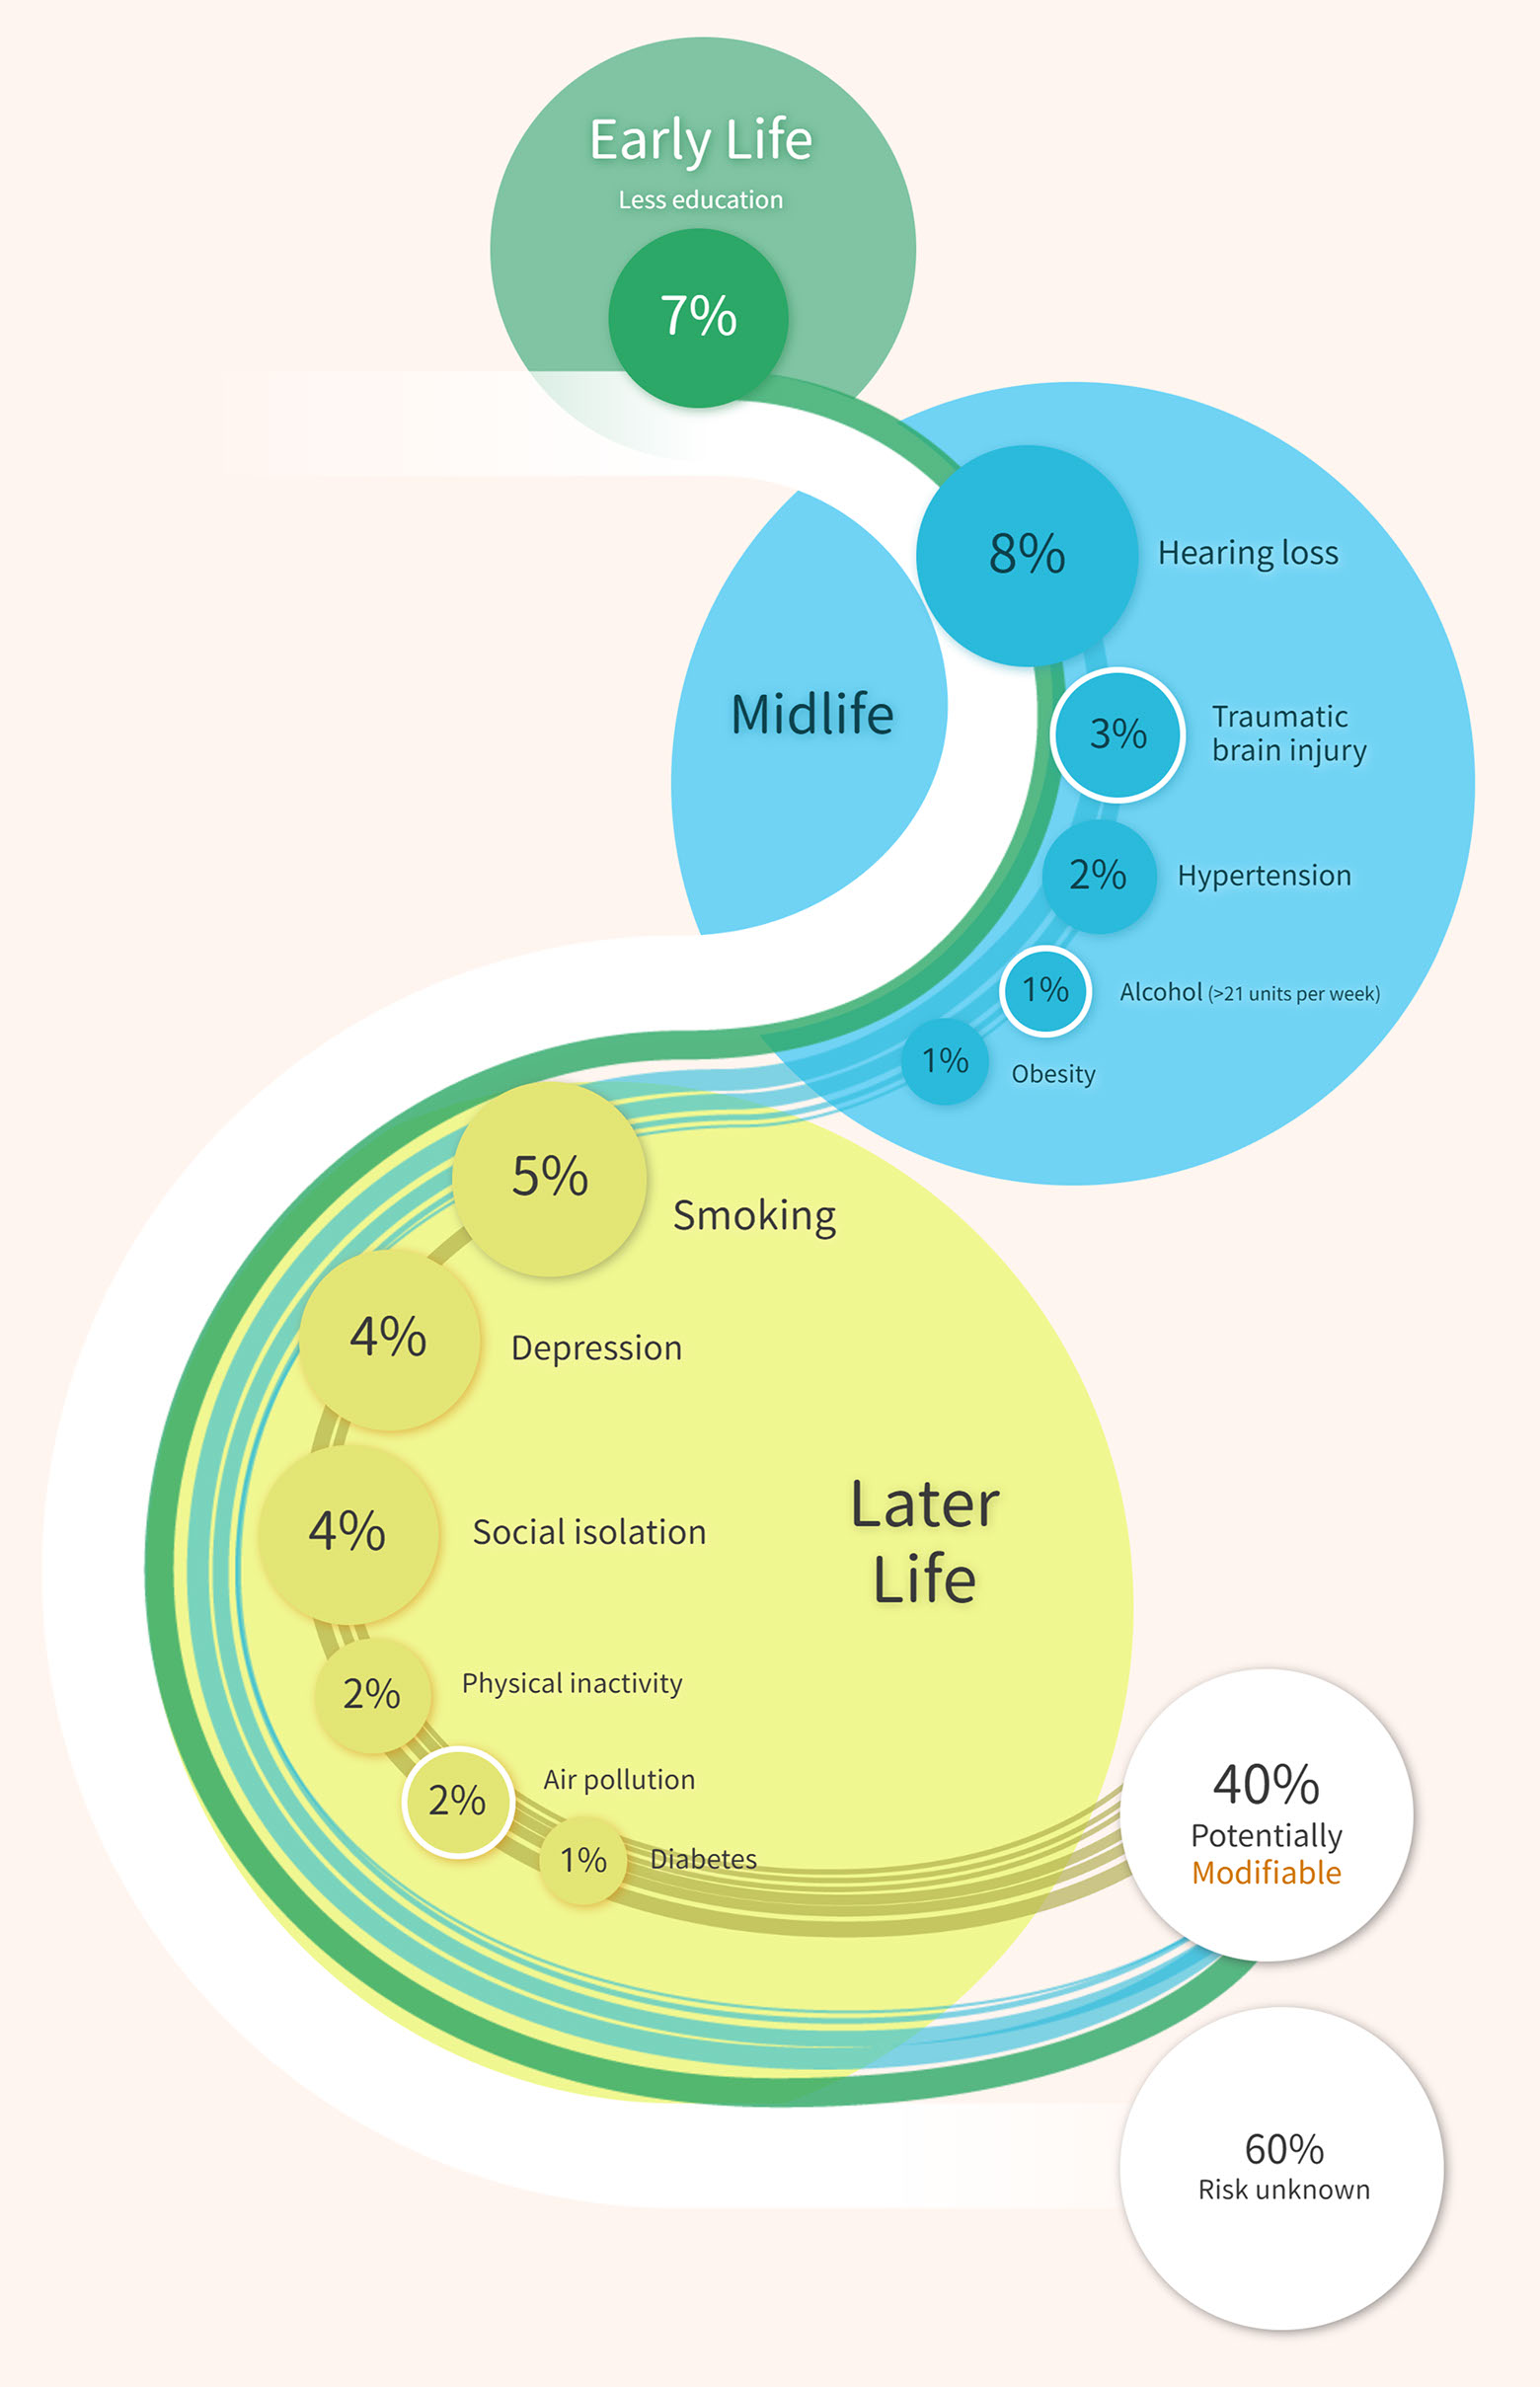 Early Life
Less education
7%
8%
Hearing loss
Midlife
3%
Traumatic
brain injury
2%
Hypertension
1%
Alcohol (>21 units per week)
1%
Obesity
5%
Smoking
4%
Depression
4%
Social isolation
Later
Life
2%
Physical inactivity
2%
Air pollution
1%
Diabetes
40%
Potentially
Modifiable
60%
Risk unknown